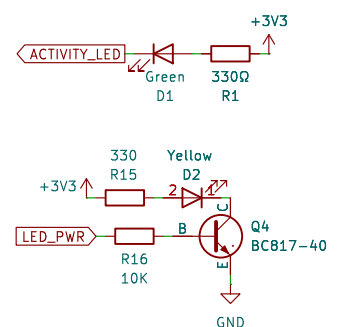 +3V3
ACTIVITY_LED
Green
D1
330Ω
R1
330
R15
Yellow
D2
+3V3
2
1
C
Q4
BC817-40
LED_PWR
B
R16
10K
E
GND